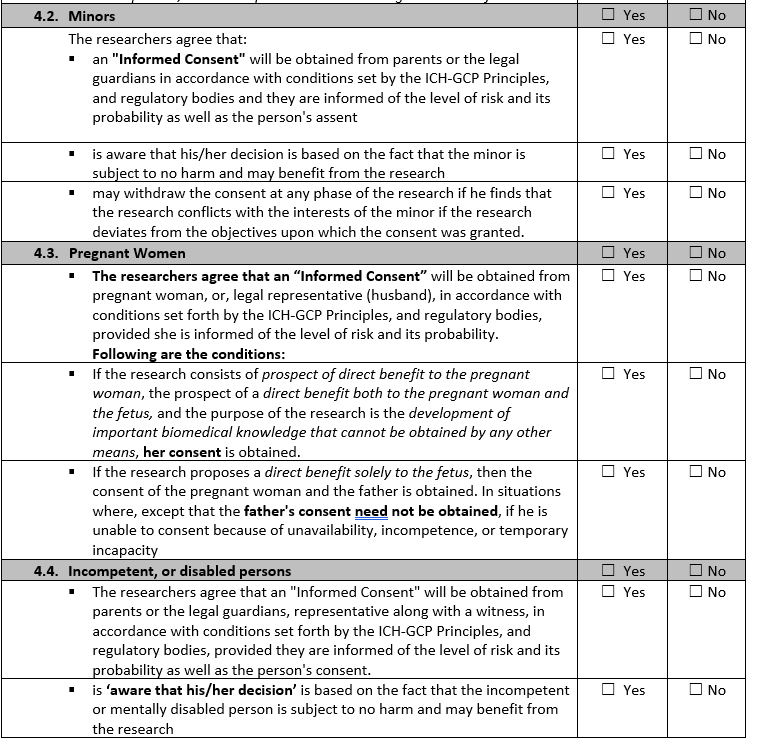 4.2. Minors ☐ Yes ☐ No
The researchers agree that: ☐ Yes ☐ No
▪ an "Informed Consent" will be obtained from parents or the legal
guardians in accordance with conditions set by the ICH-GCP Principles,
and regulatory bodies and they are informed of the level of risk and its
probability as well as the person's assent
▪ is aware that his/her decision is based on the fact that the minor is ☐ Yes ☐ No
subject to no harm and may benefit from the research
▪ may withdraw the consent at any phase of the research if he finds that ☐ Yes ☐ No
the research conflicts with the interests of the minor if the research
deviates from the objectives upon which the consent was granted.
4.3. Pregnant Women ☐ Yes ☐ No
▪ The researchers agree that an “Informed Consent” will be obtained from ☐ Yes ☐ No
pregnant woman, or, legal representative (husband), in accordance with
conditions set forth by the ICH-GCP Principles, and regulatory bodies,
provided she is informed of the level of risk and its probability.
Following are the conditions:
▪ If the research consists of prospect of direct benefit to the pregnant ☐ Yes ☐ No
woman, the prospect of a direct benefit both to the pregnant woman and
the fetus, and the purpose of the research is the development of
important biomedical knowledge that cannot be obtained by any other
means, her consent is obtained.
▪ If the research proposes a direct benefit solely to the fetus, then the ☐ Yes ☐ No
consent of the pregnant woman and the father is obtained. In situations
where, except that the father's consent need not be obtained, if he is
unable to consent because of unavailability, incompetence, or temporary
incapacity
4.4. Incompetent, or disabled persons ☐ Yes ☐ No
▪ The researchers agree that an "Informed Consent" will be obtained from ☐ Yes ☐ No
parents or the legal guardians, representative along with a witness, in
accordance with conditions set forth by the ICH-GCP Principles, and
regulatory bodies, provided they are informed of the level of risk and its
probability as well as the person's consent.
▪ is ‘aware that his/her decision’ is based on the fact that the incompetent ☐ Yes ☐ No
or mentally disabled person is subject to no harm and may benefit from
the research